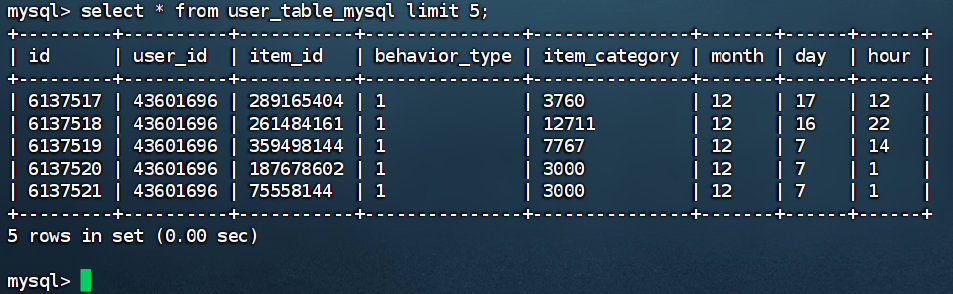 mysql> select * from user_table_mysql limit 5;
+---------+----------+-----------+---------------+---------------+-------+------+------+
| id      | user_id  | item_id   | behavior_type | item_category | month | day  | hour |
+---------+----------+-----------+---------------+---------------+-------+------+------+
| 6137517 | 43601696 | 289165404 | 1             | 3760          | 12    | 17   | 12   |
| 6137518 | 43601696 | 261484161 | 1             | 12711         | 12    | 16   | 22   |
| 6137519 | 43601696 | 359498144 | 1             | 7767          | 12    | 7    | 14   |
| 6137520 | 43601696 | 187678602 | 1             | 3000          | 12    | 7    | 1    |
| 6137521 | 43601696 | 75558144  | 1             | 3000          | 12    | 7    | 1    |
+---------+----------+-----------+---------------+---------------+-------+------+------+
5 rows in set (0.00 sec)
mysql>